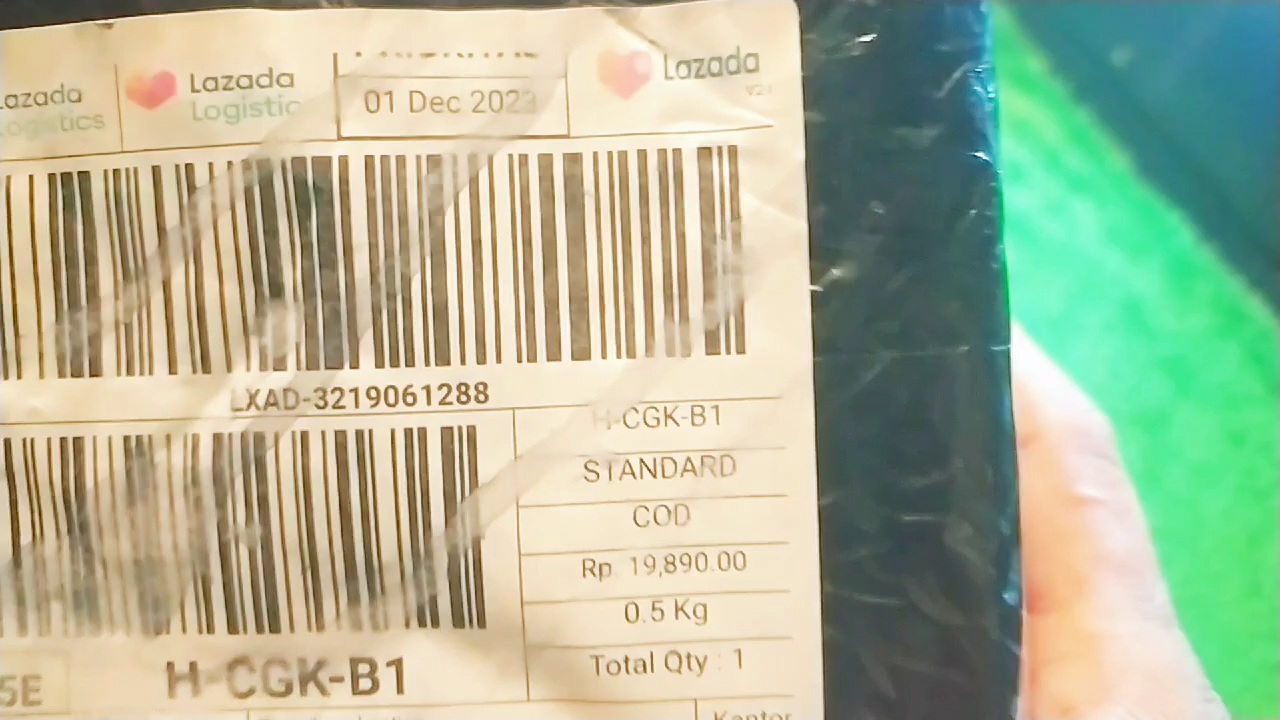 Lazada
Logistics
Lazada
Logistic
01 Dec 2023
Lazada
LXAD-3219061288
H-CGK-B1
STANDARD
COD
Rp. 19,890.00
0.5 Kg
Total Qty : 1
5E
H-CGK-B1
Kantor